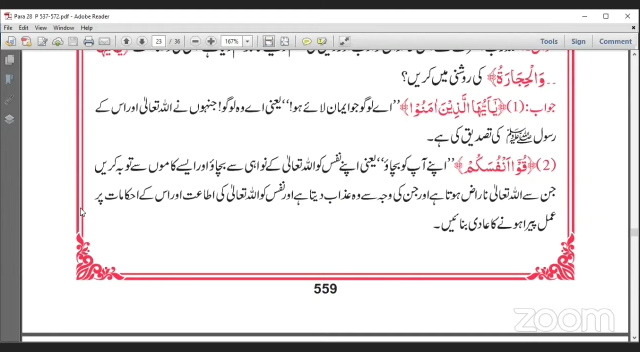 Para 28 P 537-572.pdf - Adobe Reader
File Edit View Window Help
23 / 36 167% Tools Sign Comment
۔۔ وَالْحِجَارَةُ﴾ کی روشنی میں کریں؟
جواب: (1) ﴿یٰۤاَیُّهَا الَّذِیْنَ اٰمَنُوْا﴾ ’’اے لوگو جو ایمان لائے ہو!‘‘ یعنی اے وہ لوگو! جنہوں نے اللہ تعالیٰ اور اس کے
رسول ﷺ کی تصدیق کی ہے۔
(2) ﴿قُوْۤا اَنْفُسَكُمْ﴾ ’’اپنے آپ کو بچاؤ‘‘ یعنی اپنے نفس کو اللہ تعالیٰ کے نواہی سے بچاؤ اور ایسے کاموں سے توبہ کریں
جن سے اللہ تعالیٰ ناراض ہوتا ہے اور جن کی وجہ سے وہ عذاب دیتا ہے اور نفس کو اللہ تعالیٰ کی اطاعت اور اس کے احکامات پر
عمل پیرا ہونے کا عادی بنائیں۔
559
zoom